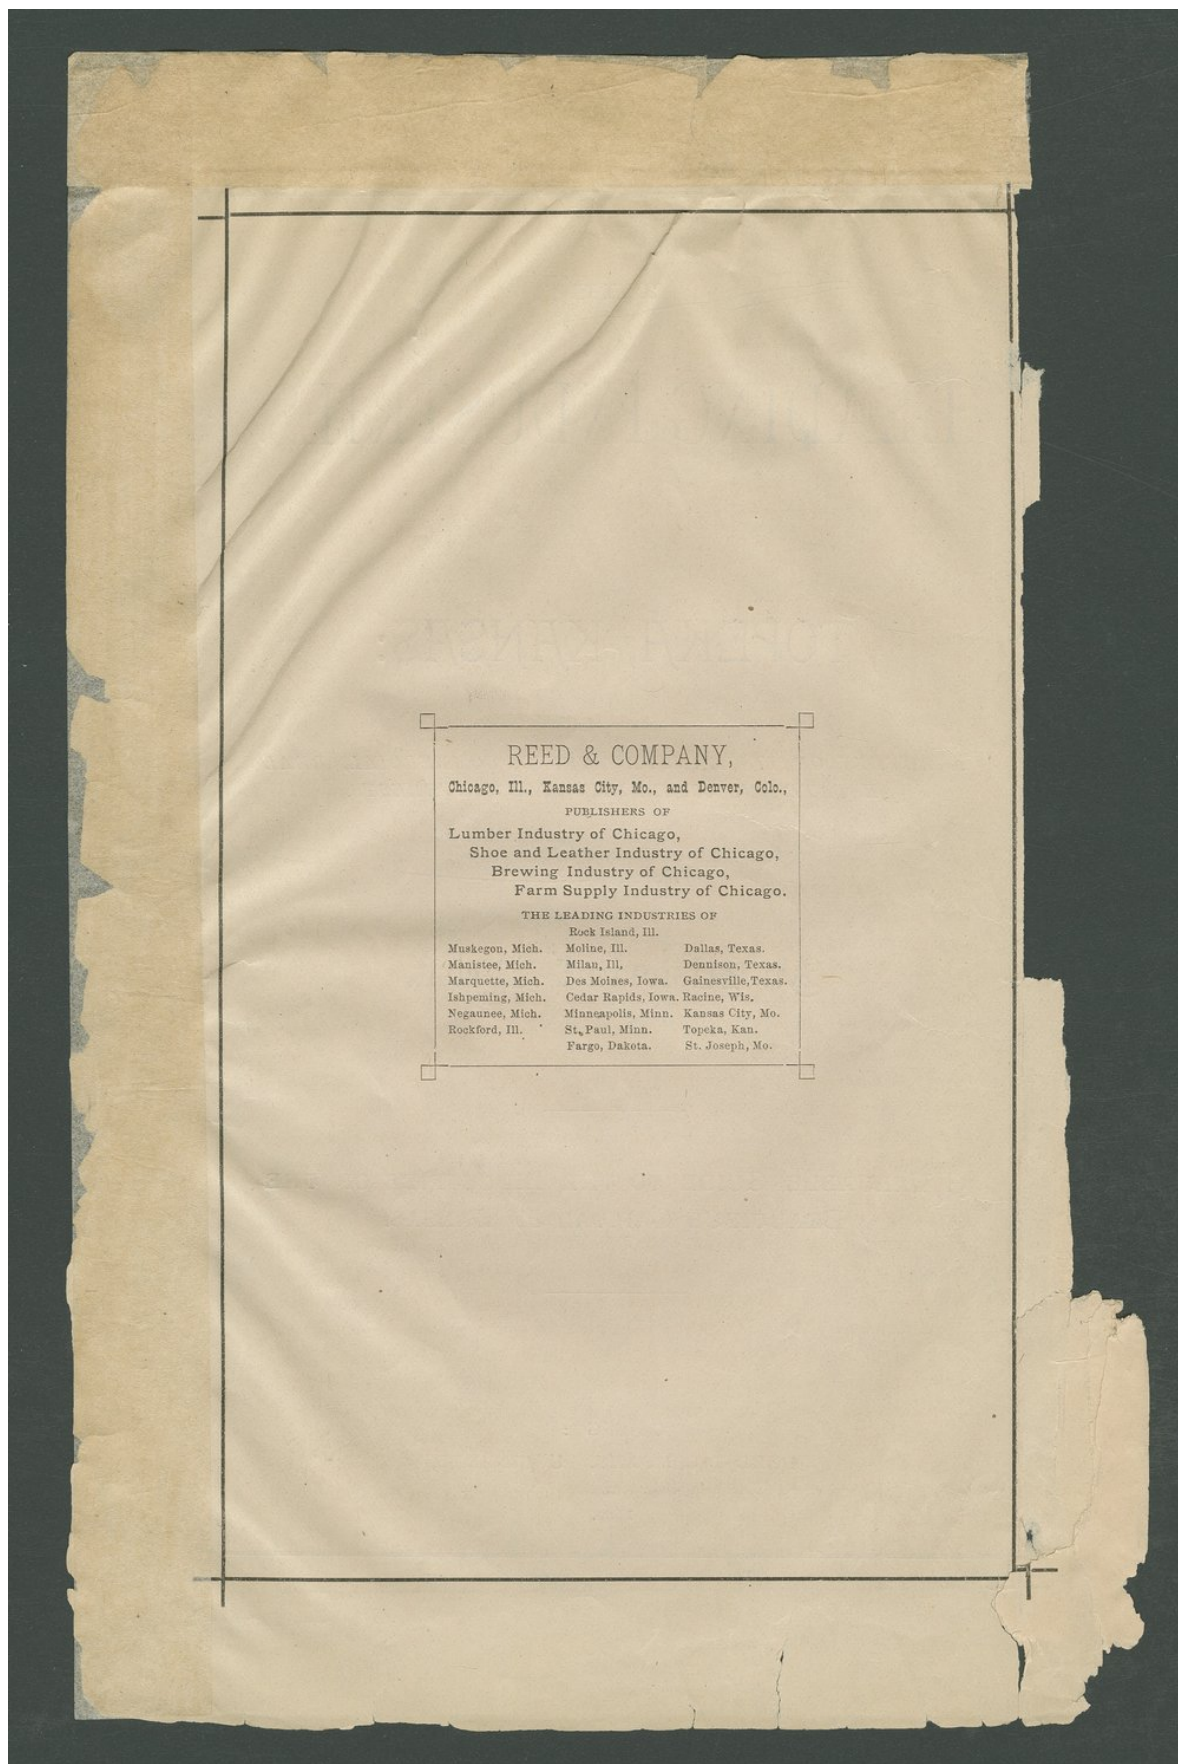 REED & COMPANY,
Chicago, Ill., Kansas City, Mo., and Denver, Colo.,
PUBLISHERS OF
Lumber Industry of Chicago,
Shoe and Leather Industry of Chicago,
Brewing Industry of Chicago,
Farm Supply Industry of Chicago.
THE LEADING INDUSTRIES OF
Rock Island, Ill.
Muskegon, Mich. Moline, Ill. Dallas, Texas.
Manistee, Mich. Milan, Ill, Dennison, Texas.
Marquette, Mich. Des Moines, Iowa. Gainesville, Texas.
Ishpeming, Mich. Cedar Rapids, Iowa. Racine, Wis.
Negaunee, Mich. Minneapolis, Minn. Kansas City, Mo.
Rockford, Ill. St. Paul, Minn. Topeka, Kan.
Fargo, Dakota. St. Joseph, Mo.